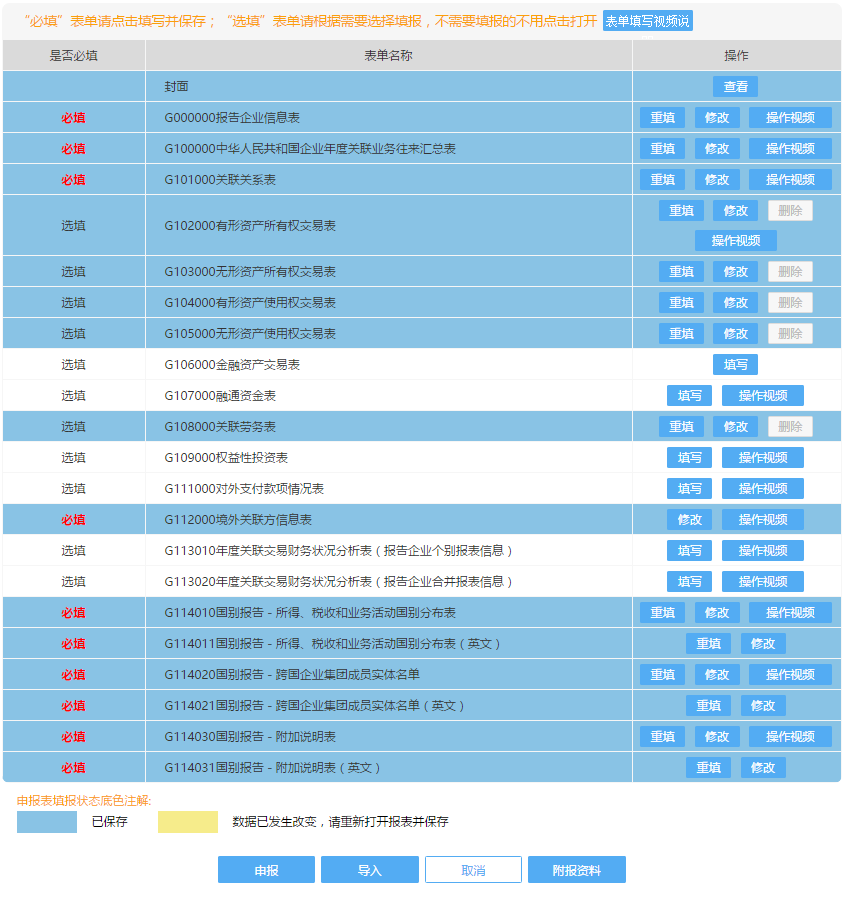 “必填”表单请点击填写并保存；“选填”表单请根据需要选择填报，不需要填报的不用点击打开 表单填写视频说
是否必填 表单名称 操作
封面 查看
必填 G000000报告企业信息表 重填 修改 操作视频
必填 G100000中华人民共和国企业年度关联业务往来汇总表 重填 修改 操作视频
必填 G101000关联关系表 重填 修改 操作视频
选填 G102000有形资产所有权交易表 重填 修改 删除
操作视频
选填 G103000无形资产所有权交易表 重填 修改 删除
选填 G104000有形资产使用权交易表 重填 修改 删除
选填 G105000无形资产使用权交易表 重填 修改 删除
选填 G106000金融资产交易表 填写
选填 G107000融通资金表 填写 操作视频
选填 G108000关联劳务表 重填 修改 删除
选填 G109000权益性投资表 填写 操作视频
选填 G111000对外支付款项情况表 填写 操作视频
必填 G112000境外关联方信息表 修改 操作视频
选填 G113010年度关联交易财务状况分析表（报告企业个别报表信息） 填写 操作视频
选填 G113020年度关联交易财务状况分析表（报告企业合并报表信息） 填写 操作视频
必填 G114010国别报告－所得、税收和业务活动国别分布表 重填 修改 操作视频
必填 G114011国别报告－所得、税收和业务活动国别分布表（英文） 重填 修改
必填 G114020国别报告－跨国企业集团成员实体名单 重填 修改 操作视频
必填 G114021国别报告－跨国企业集团成员实体名单（英文） 重填 修改
必填 G114030国别报告－附加说明表 重填 修改 操作视频
必填 G114031国别报告－附加说明表（英文） 重填 修改
申报表填报状态底色注解:
已保存 数据已发生改变，请重新打开报表并保存
申报 导入 取消 附报资料